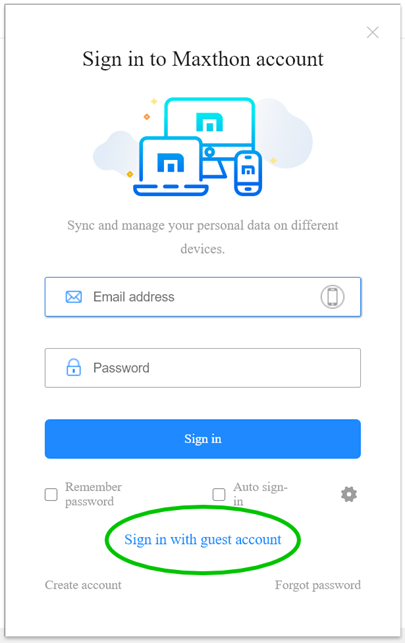 Sign in to Maxthon account
Sync and manage your personal data on different
devices.
Email address
Password
Sign in
Remember
password
Auto sign-
in
Sign in with guest account
Create account
Forgot password